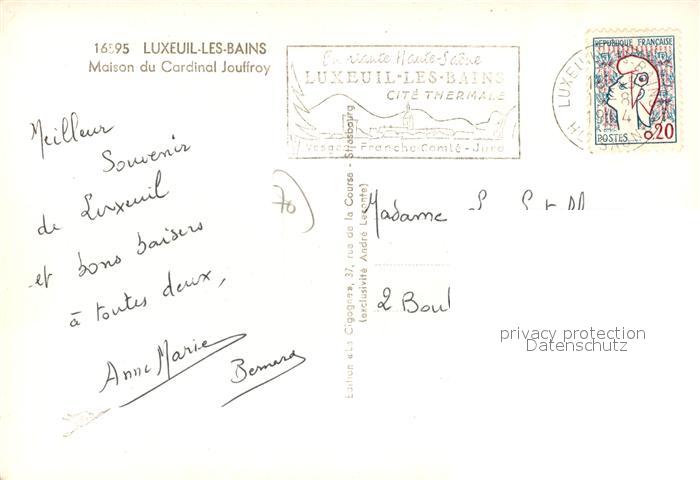 16595 LUXEUIL-LES-BAINS
Maison du Cardinal Jouffroy
En riante Haute-Saône
LUXEUIL-LES-BAINS
CITÉ THERMALE
Vosges Franche Comté - Jura
REPUBLIQUE FRANÇAISE
POSTES 0,20
LUXEUIL
Meilleur
Souvenir
de Luxeuil
et bons baisers
à toutes deux,
Anne Marie
Bernard
70
Edition «La Cigogne», 37, rue de la Course - Strasbourg
(exclusivité André Leconte)
Madame
2 Boul
privacy protection
Datenschutz